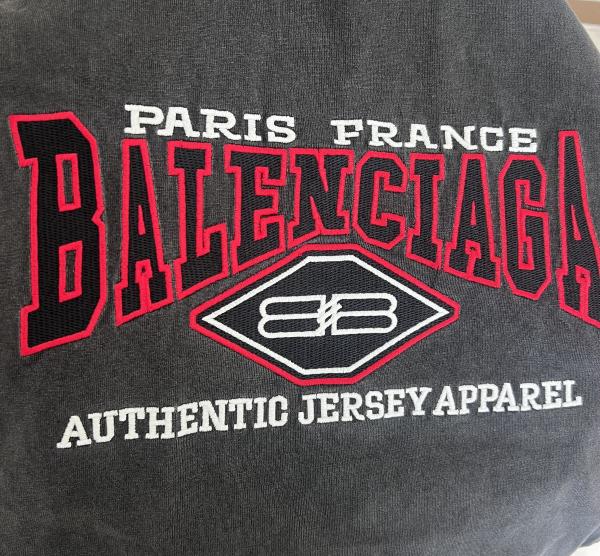 PARIS FRANCE
BALENCIAGA
BB
AUTHENTIC JERSEY APPAREL